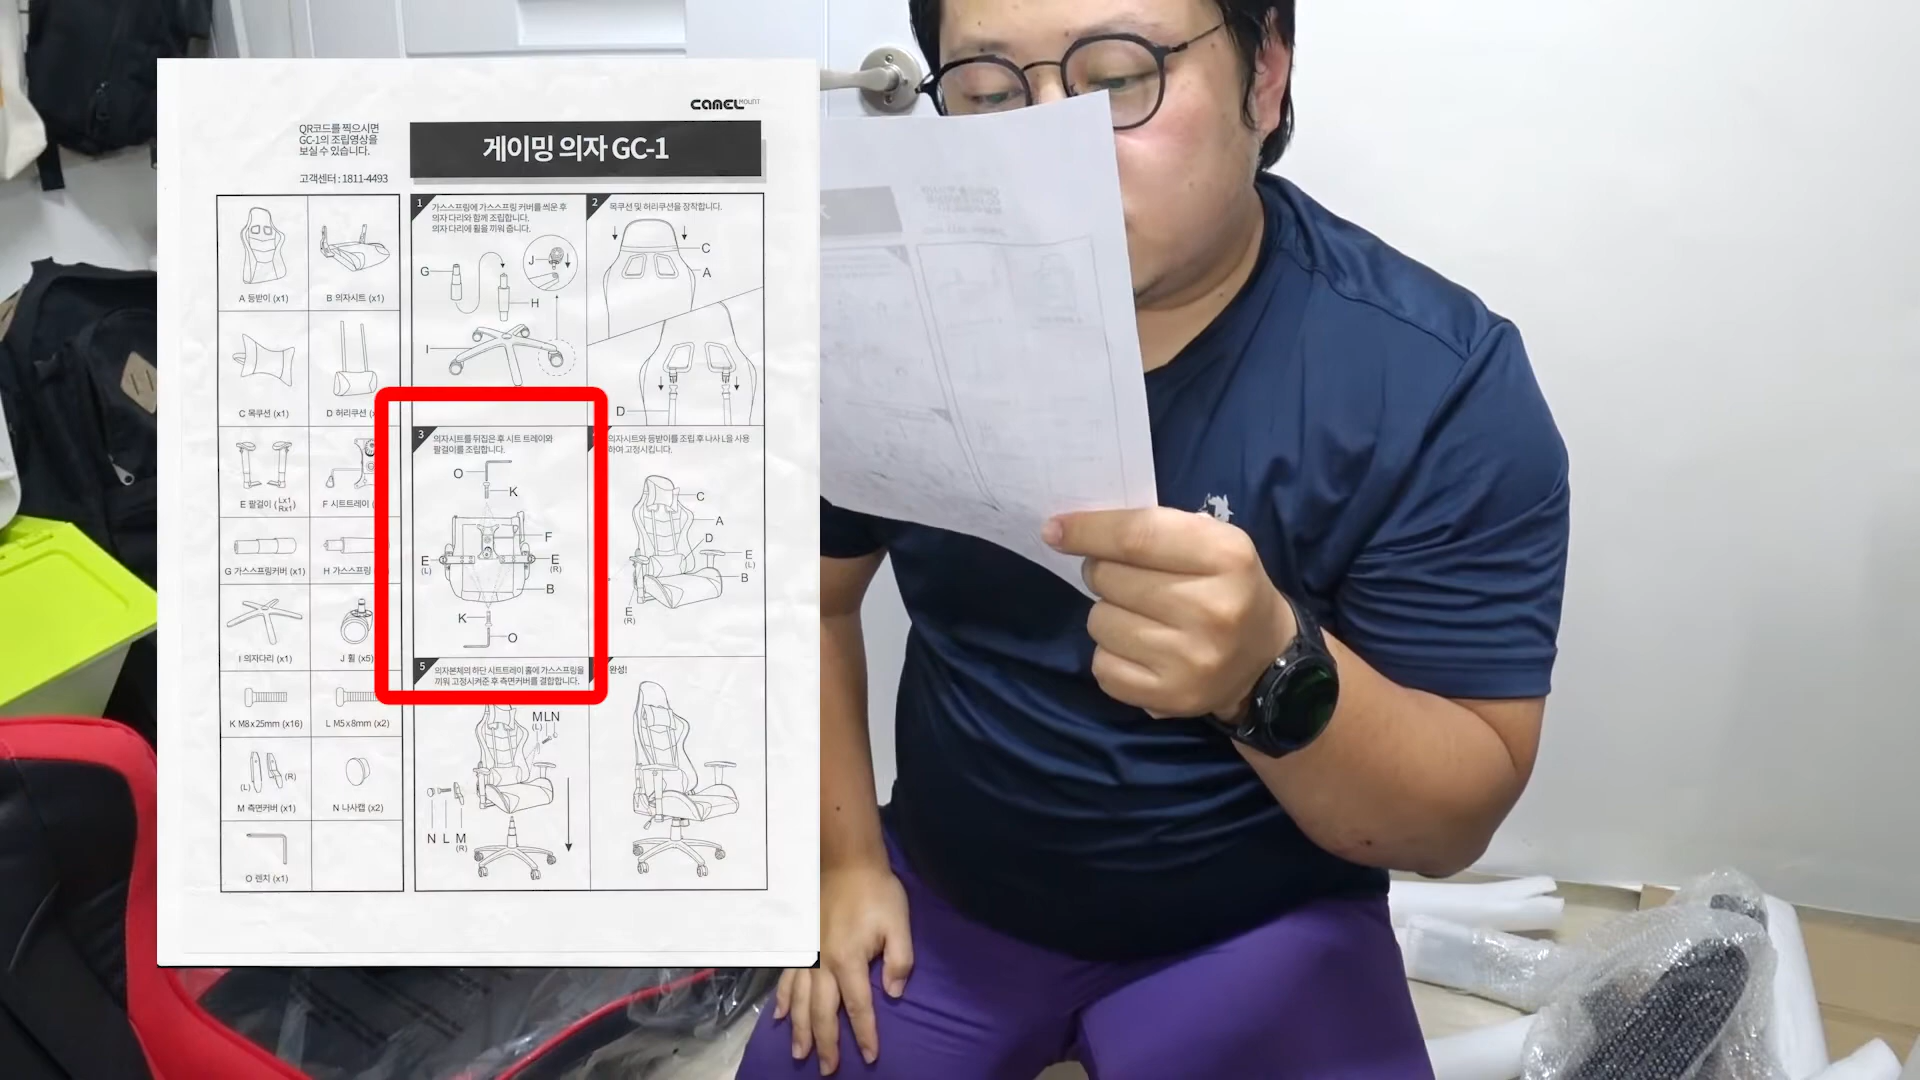 CAMEL MOUNT
QR코드를 찍으시면
GC-1의 조립영상을
보실 수 있습니다.
고객센터 : 1811-4493
게이밍 의자 GC-1
A 등받이 (x1)
B 의자시트 (x1)
C 목쿠션 (x1)
D 허리쿠션
E 팔걸이 (Lx1 Rx1)
F 시트트레이
G 가스스프링커버 (x1)
H 가스스프링
I 의자다리 (x1)
J 휠 (x5)
K M8x25mm (x16)
L M5x8mm (x2)
(L)
(R)
M 측면커버 (x1)
N 나사캡 (x2)
O 렌치 (x1)
1
가스스프링에 가스스프링 커버를 씌운 후
의자 다리와 함께 조립합니다.
의자 다리에 휠을 끼워 줍니다.
G
J
H
I
2
목쿠션 및 허리쿠션을 장착합니다.
C
A
D
3
의자시트를 뒤집은 후 시트 트레이와
팔걸이를 조립합니다.
O
K
F
E
(L)
E
(R)
B
K
O
의자시트와 등받이를 조립 후 나사 L을 사용
하여 고정시킵니다.
C
A
D
E
(L)
B
E
(R)
5
의자본체의 하단 시트트레이 홀에 가스스프링을
끼워 고정시켜준 후 측면커버를 결합합니다.
MLN
(L)
N L M
(R)
완성!